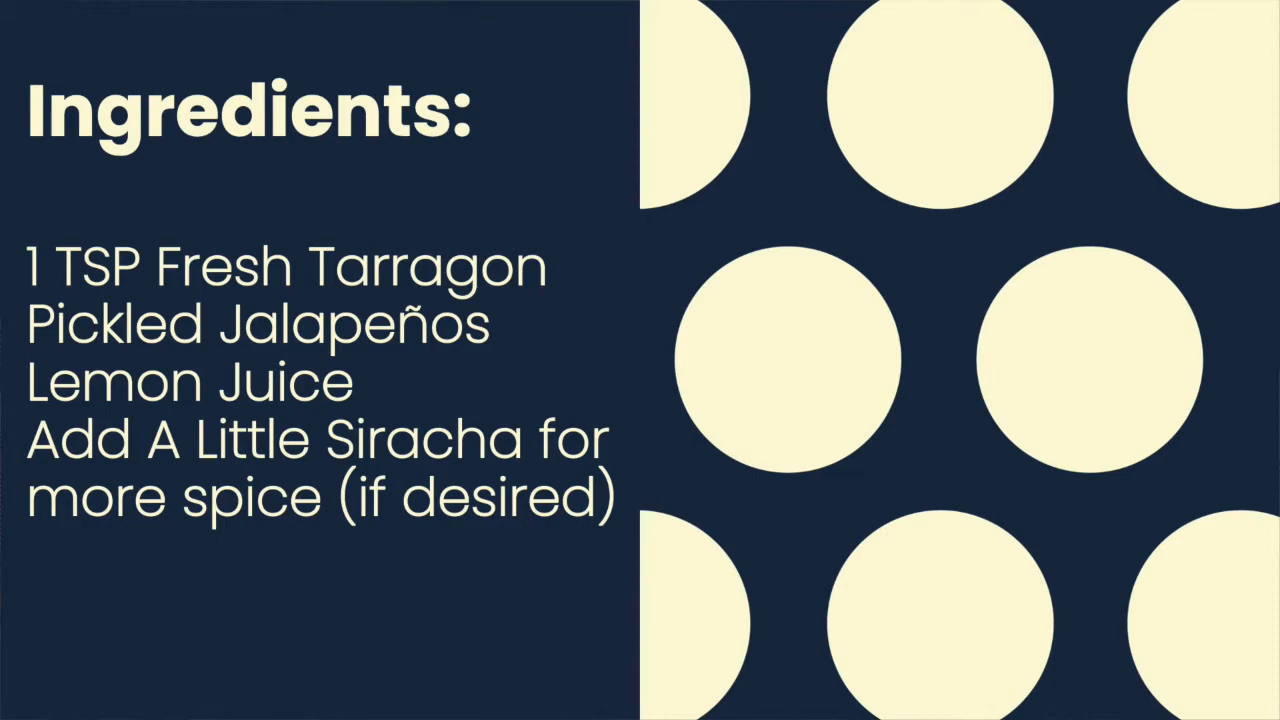 Ingredients:
1 TSP Fresh Tarragon
Pickled Jalapeños
Lemon Juice
Add A Little Siracha for
more spice (if desired)